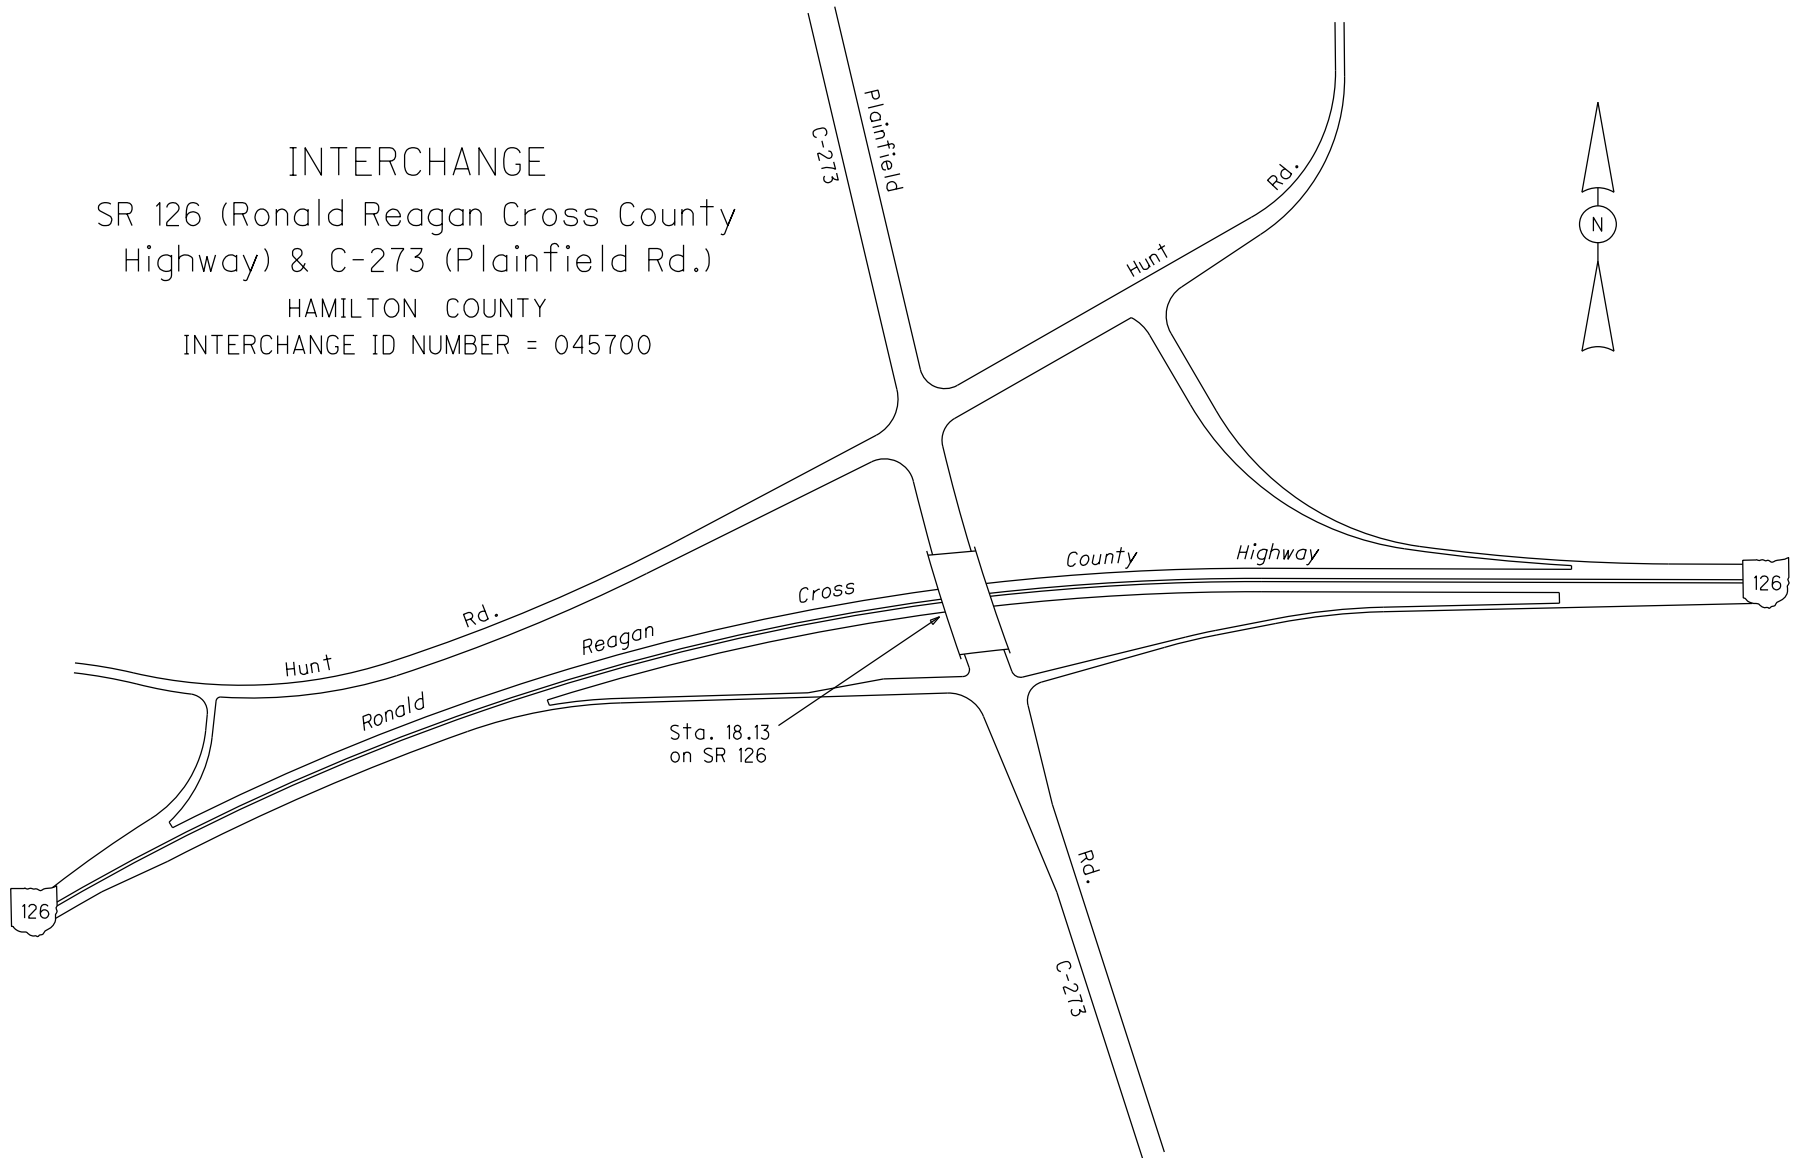 INTERCHANGE
SR 126 (Ronald Reagan Cross County
Highway) & C-273 (Plainfield Rd.)
HAMILTON COUNTY
INTERCHANGE ID NUMBER = 045700
Plainfield
C-273
Rd.
Hunt
N
County
Highway
126
Cross
Rd.
Reagan
Hunt
Ronald
Sta. 18.13
on SR 126
Rd.
126
C-273